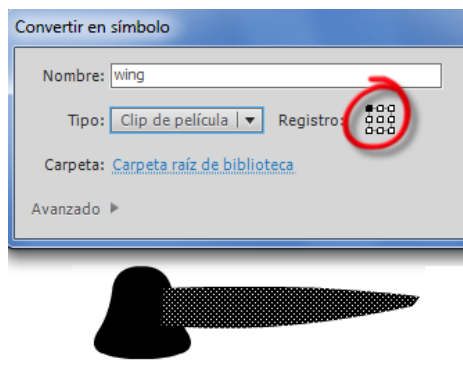 Convertir en símbolo
Nombre: wing
Tipo: Clip de película Registro:
Carpeta: Carpeta raíz de biblioteca
Avanzado